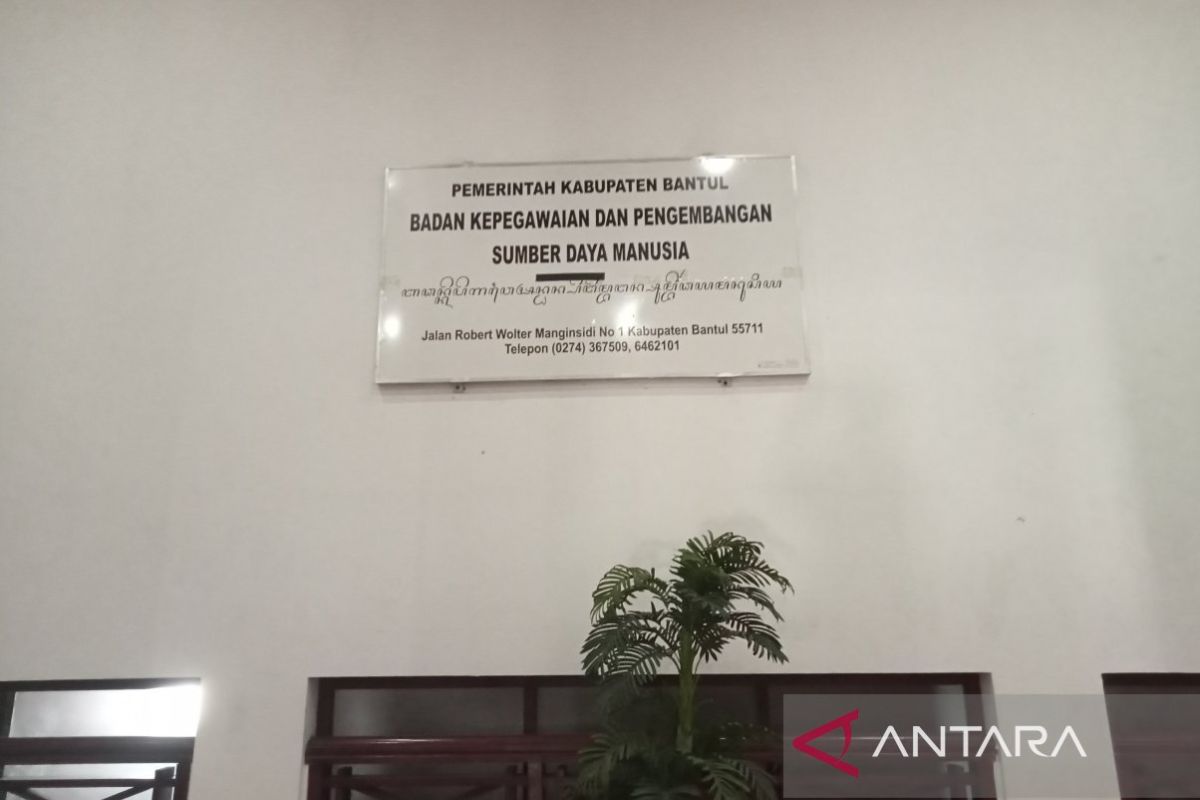 PEMERINTAH KABUPATEN BANTUL
BADAN KEPEGAWAIAN DAN PENGEMBANGAN
SUMBER DAYA MANUSIA
Jalan Robert Wolter Manginsidi No 1 Kabupaten Bantul 55711
Telepon (0274) 367509, 6462101
ANTARA